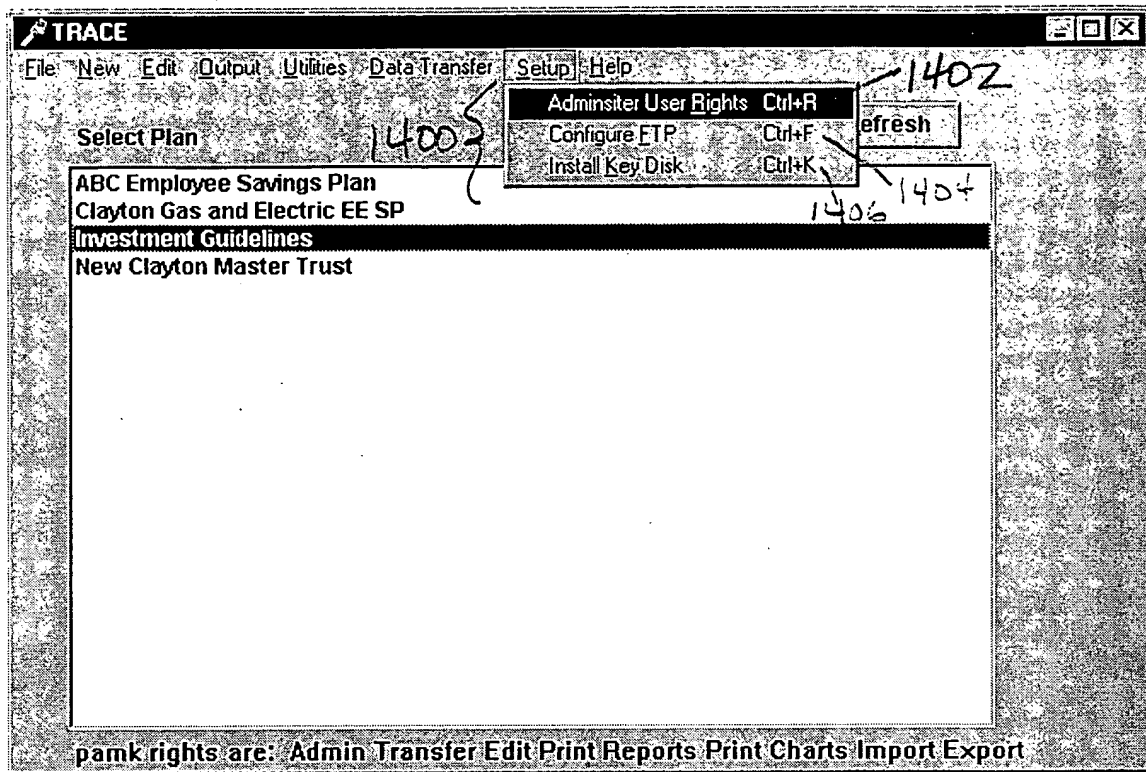 TRACE
File New Edit Output Utilities Data Transfer Setup Help
1402
Adminsiter User Rights Ctrl+R
Select Plan
1400
Configure FTP Ctrl+F
efresh
Install Key Disk Ctrl+K
1404
1406
ABC Employee Savings Plan
Clayton Gas and Electric EE SP
Investment Guidelines
New Clayton Master Trust
pamk rights are: Admin Transfer Edit Print Reports Print Charts Import Export